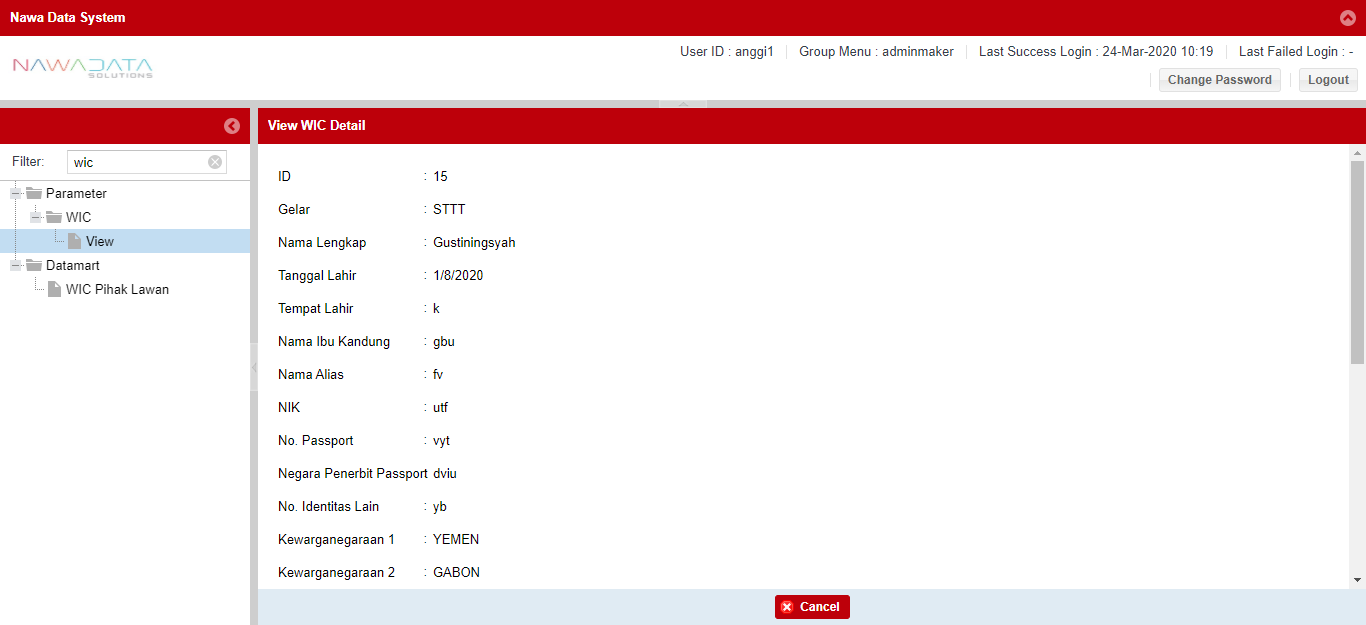 Nawa Data System
NAWADATA
SOLUTIONS
User ID : anggi1 Group Menu : adminmaker Last Success Login : 24-Mar-2020 10:19 Last Failed Login : -
Change Password Logout
View WIC Detail
Filter: wic
Parameter
WIC
View
Datamart
WIC Pihak Lawan
ID : 15
Gelar : STTT
Nama Lengkap : Gustiningsyah
Tanggal Lahir : 1/8/2020
Tempat Lahir : k
Nama Ibu Kandung : gbu
Nama Alias : fv
NIK : utf
No. Passport : vyt
Negara Penerbit Passport dviu
No. Identitas Lain : yb
Kewarganegaraan 1 : YEMEN
Kewarganegaraan 2 : GABON
Cancel